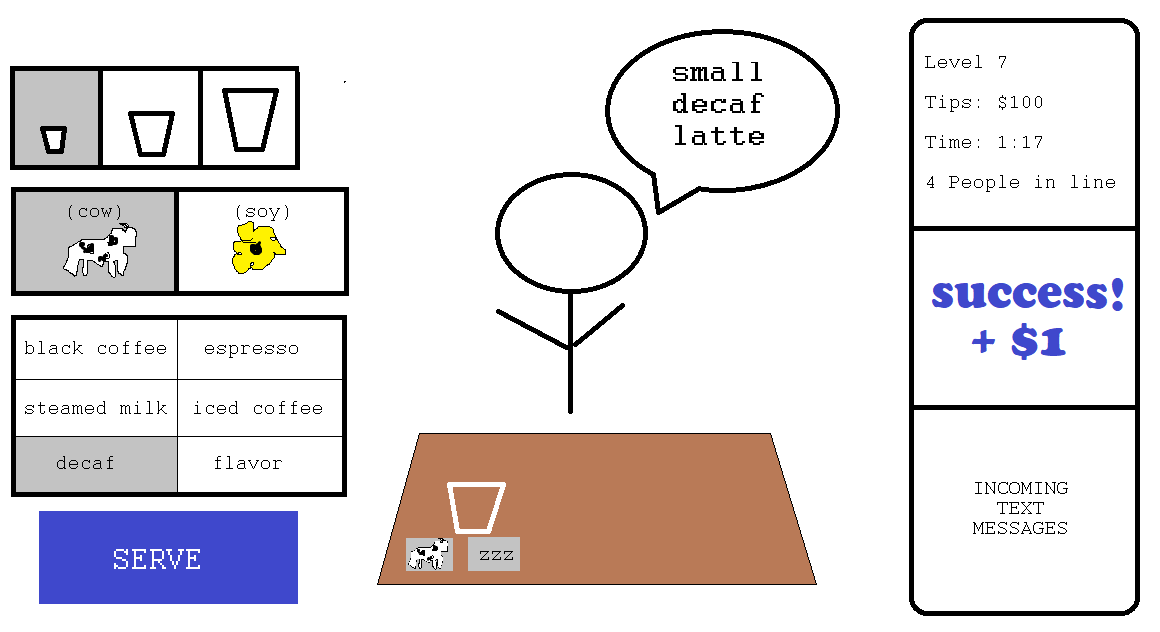 small
decaf
latte
(cow) (soy)
black coffee espresso
steamed milk iced coffee
decaf flavor
SERVE
zzz
Level 7
Tips: $100
Time: 1:17
4 People in line
success!
+ $1
INCOMING
TEXT
MESSAGES